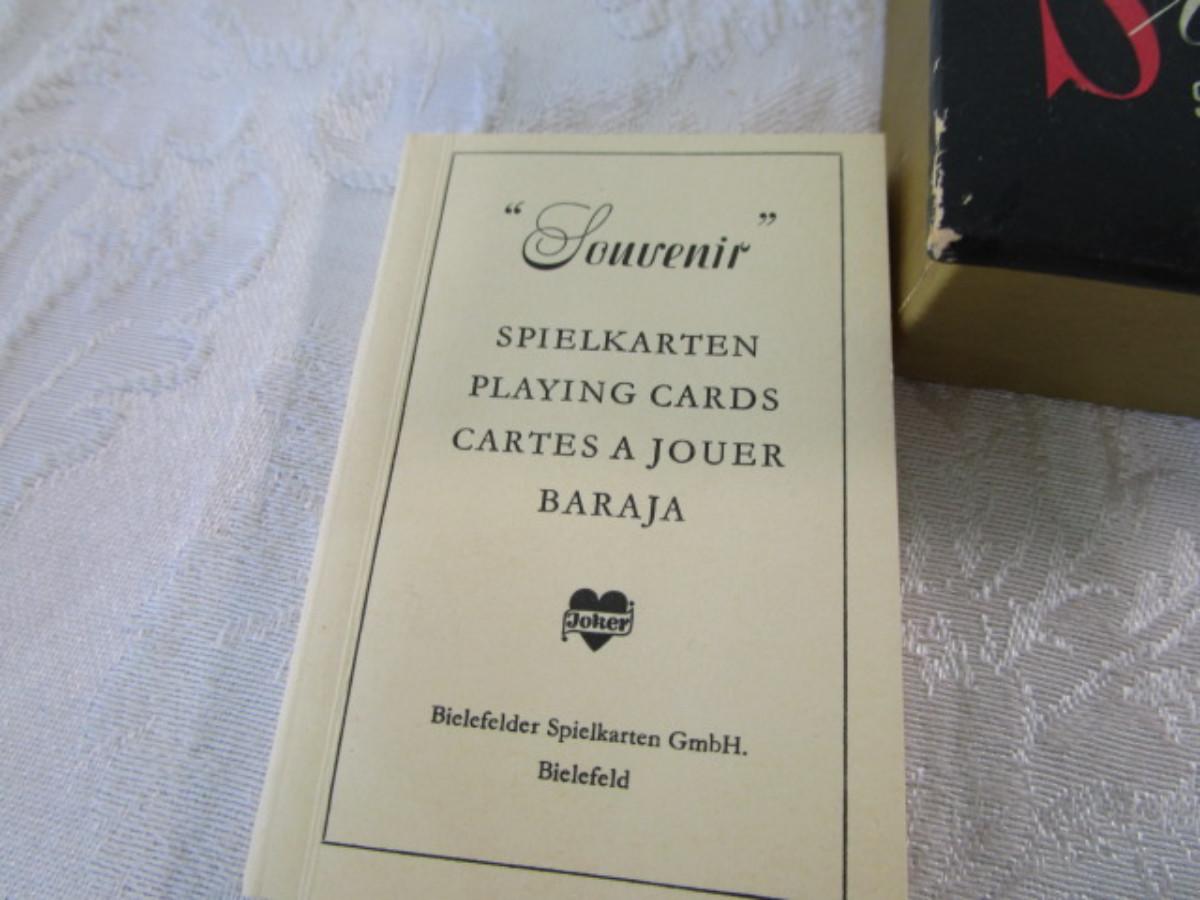 “Souvenir”
SPIELKARTEN
PLAYING CARDS
CARTES A JOUER
BARAJA
Joker
Bielefelder Spielkarten GmbH.
Bielefeld